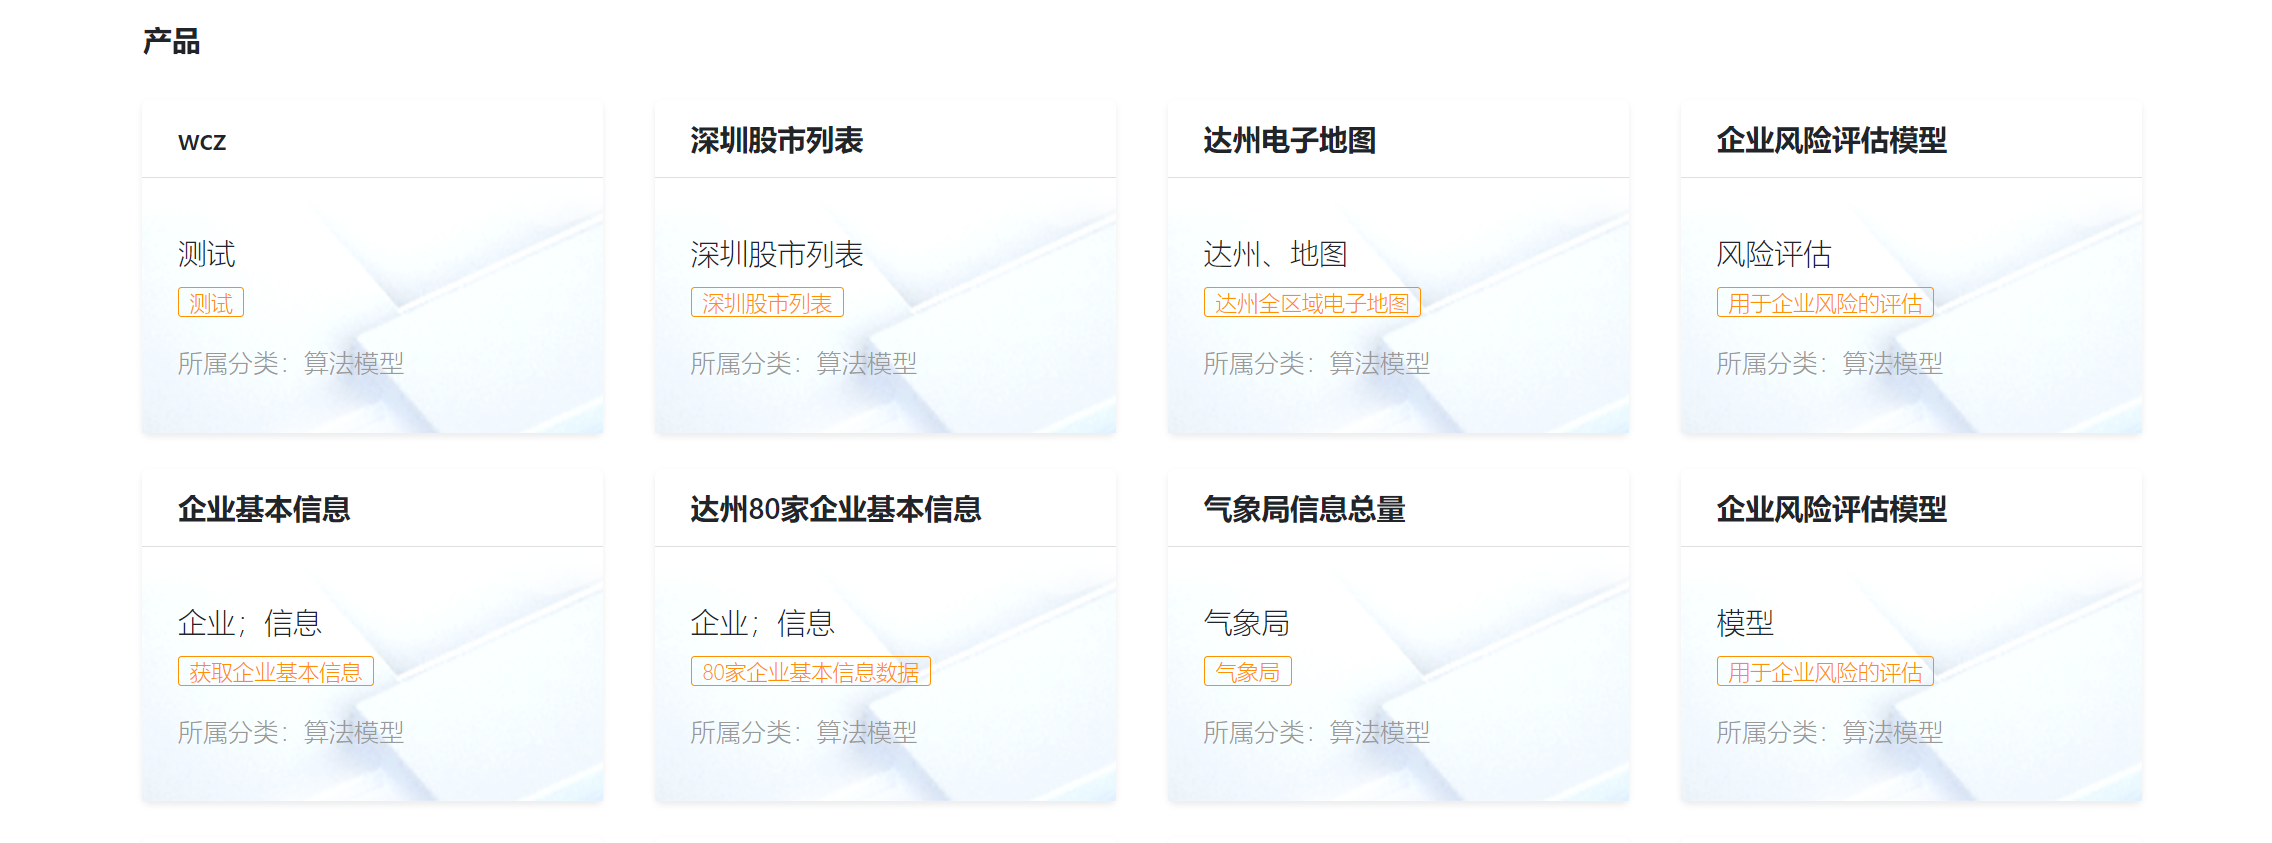 产品
wcz
测试
测试
所属分类：算法模型
深圳股市列表
深圳股市列表
深圳股市列表
所属分类：算法模型
达州电子地图
达州、地图
达州全区域电子地图
所属分类：算法模型
企业风险评估模型
风险评估
用于企业风险的评估
所属分类：算法模型
企业基本信息
企业；信息
获取企业基本信息
所属分类：算法模型
达州80家企业基本信息
企业；信息
80家企业基本信息数据
所属分类：算法模型
气象局信息总量
气象局
气象局
所属分类：算法模型
企业风险评估模型
模型
用于企业风险的评估
所属分类：算法模型